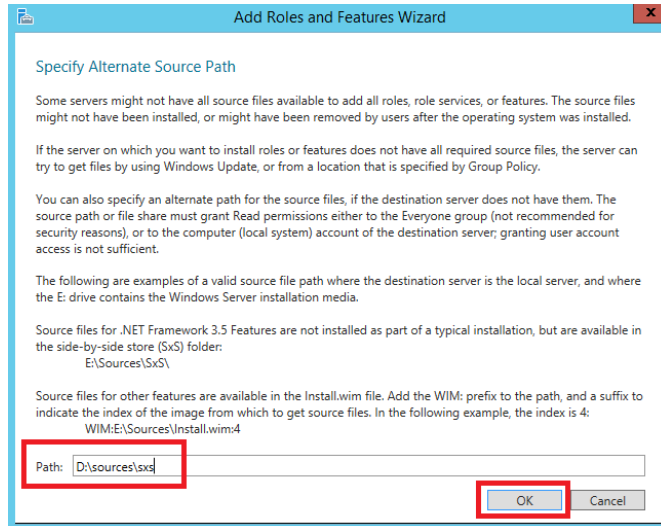 Add Roles and Features Wizard
x
Specify Alternate Source Path
Some servers might not have all source files available to add all roles, role services, or features. The source files
might not have been installed, or might have been removed by users after the operating system was installed.
If the server on which you want to install roles or features does not have all required source files, the server can
try to get files by using Windows Update, or from a location that is specified by Group Policy.
You can also specify an alternate path for the source files, if the destination server does not have them. The
source path or file share must grant Read permissions either to the Everyone group (not recommended for
security reasons), or to the computer (local system) account of the destination server; granting user account
access is not sufficient.
The following are examples of a valid source file path where the destination server is the local server, and where
the E: drive contains the Windows Server installation media.
Source files for .NET Framework 3.5 Features are not installed as part of a typical installation, but are available in
the side-by-side store (SxS) folder:
E:\Sources\SxS\
Source files for other features are available in the Install.wim file. Add the WIM: prefix to the path, and a suffix to
indicate the index of the image from which to get source files. In the following example, the index is 4:
WIM:E:\Sources\Install.wim:4
Path: D:\sources\sxs
OK Cancel